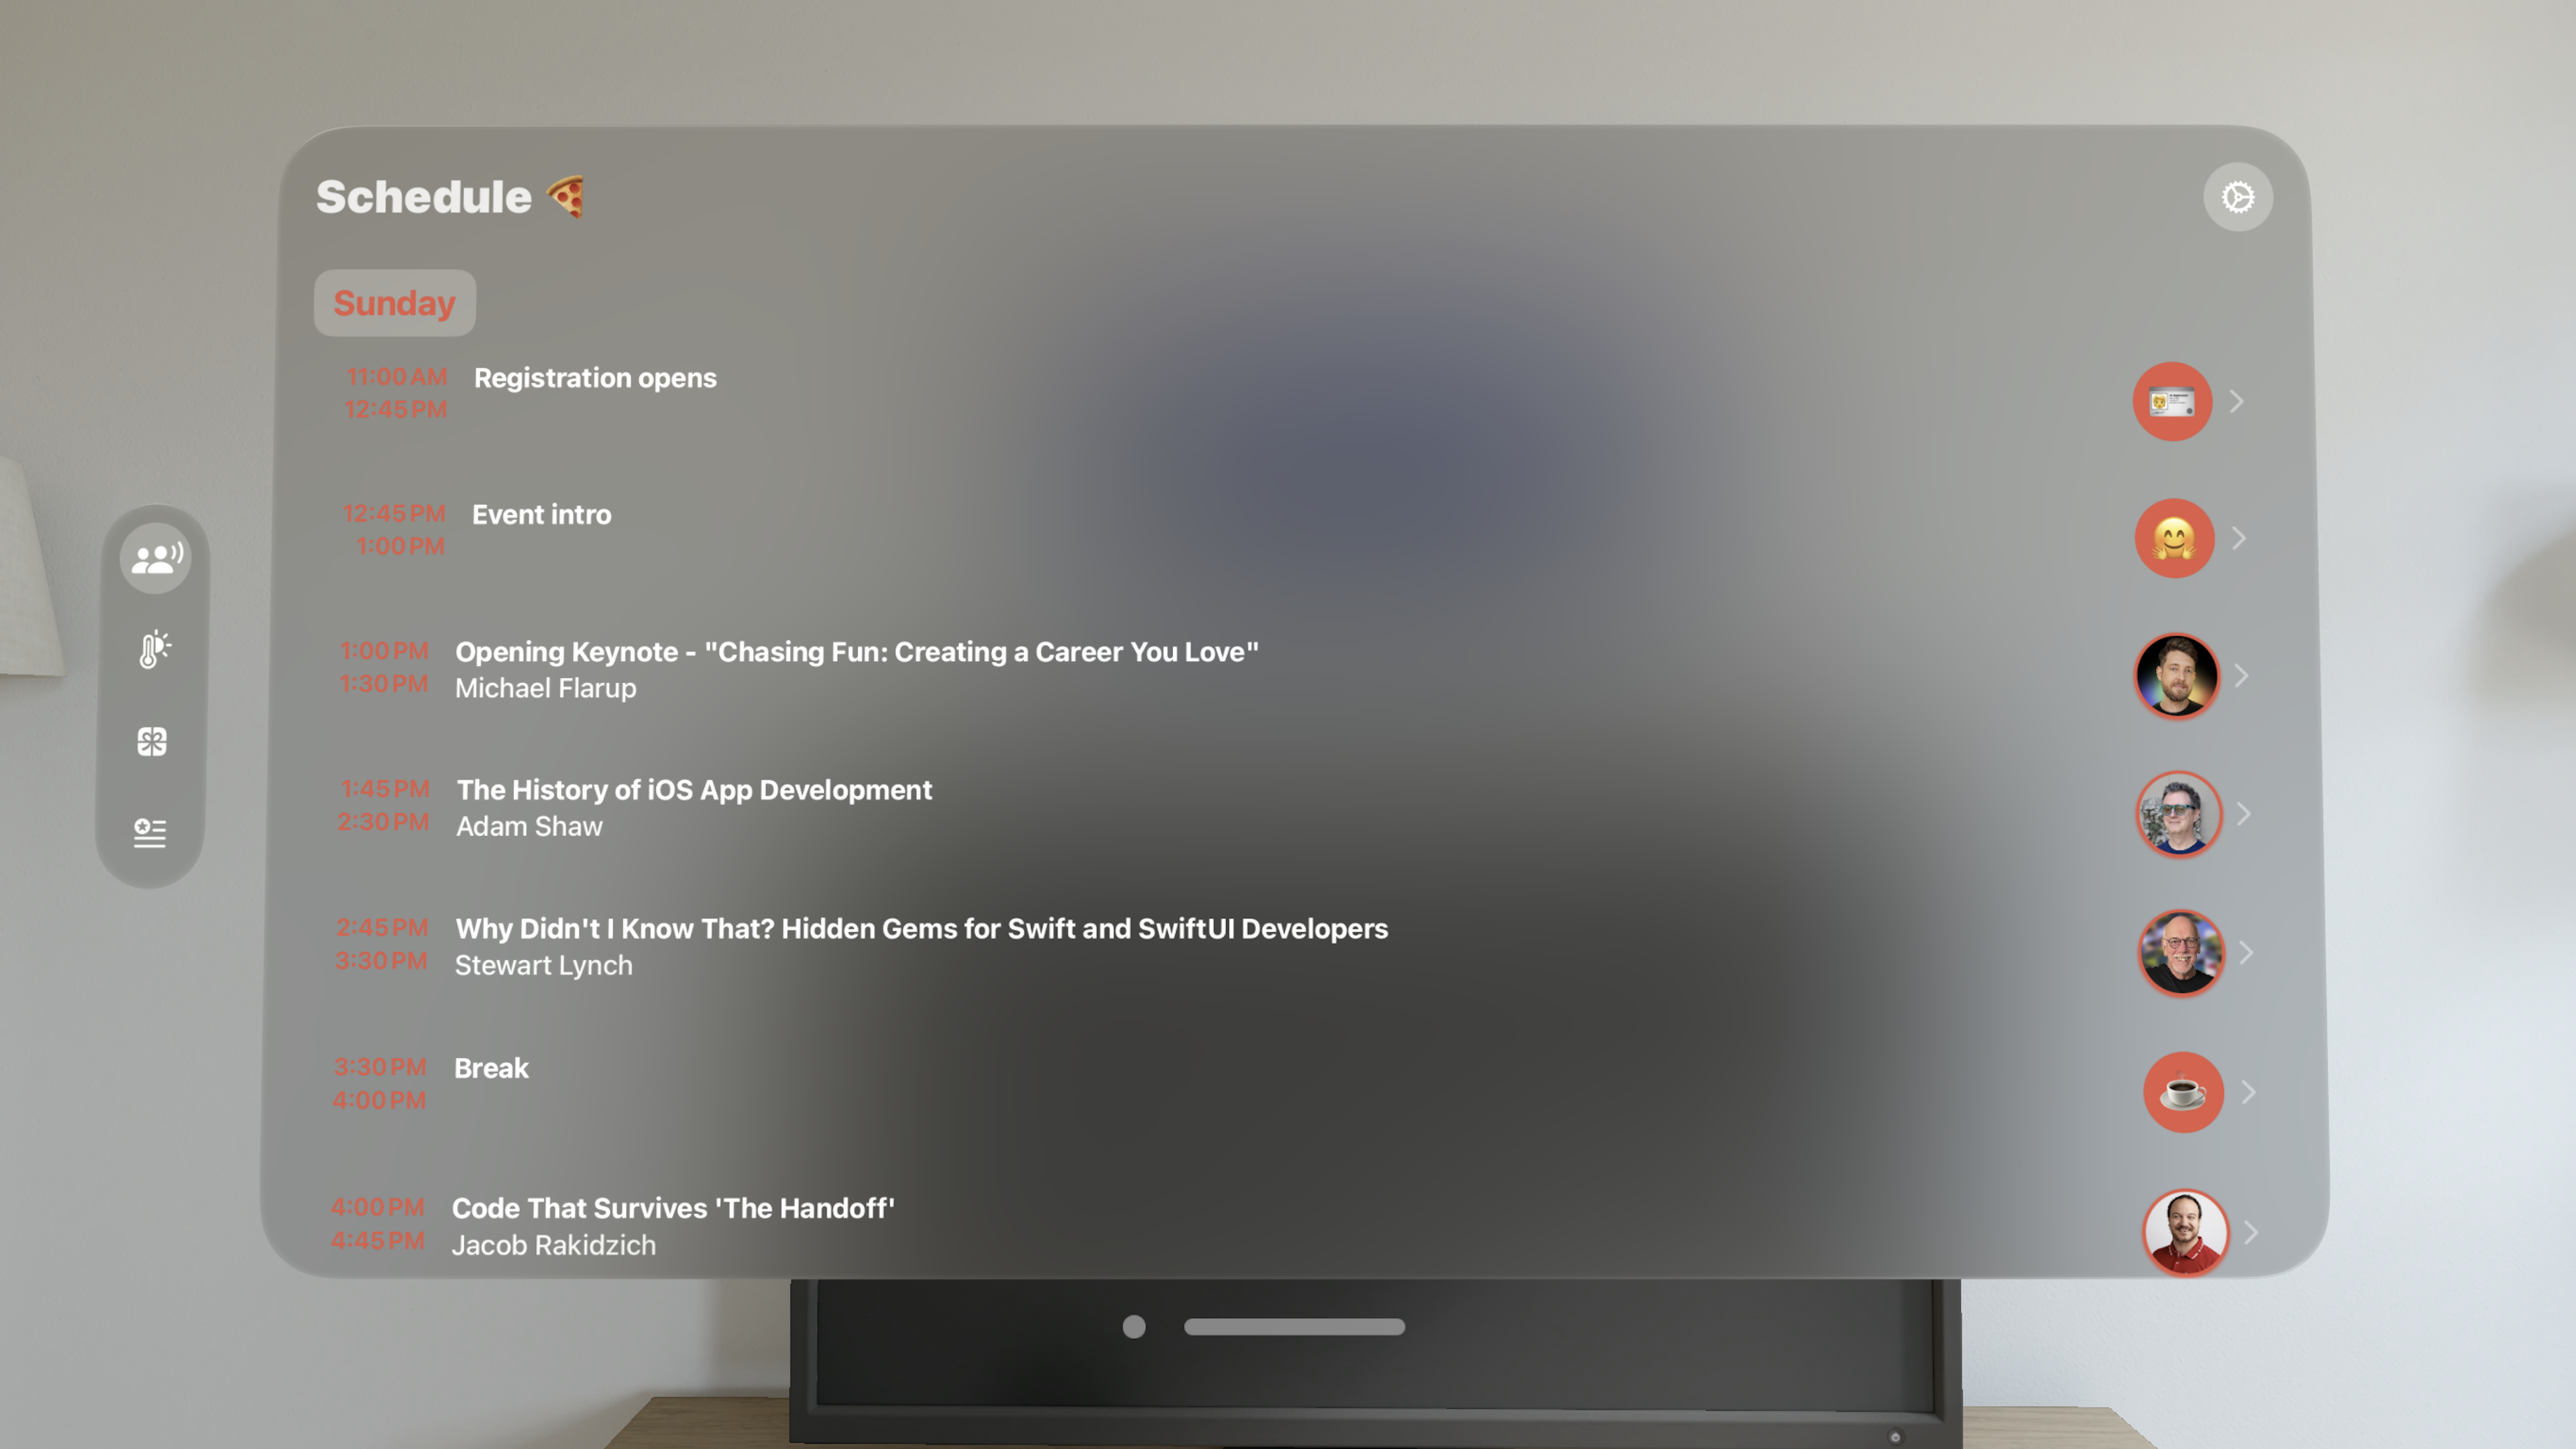 Schedule 🍕
Sunday
11:00 AM
12:45 PM
Registration opens
12:45 PM
1:00 PM
Event intro
1:00 PM
1:30 PM
Opening Keynote - "Chasing Fun: Creating a Career You Love"
Michael Flarup
1:45 PM
2:30 PM
The History of iOS App Development
Adam Shaw
2:45 PM
3:30 PM
Why Didn't I Know That? Hidden Gems for Swift and SwiftUI Developers
Stewart Lynch
3:30 PM
4:00 PM
Break
4:00 PM
4:45 PM
Code That Survives 'The Handoff'
Jacob Rakidzich